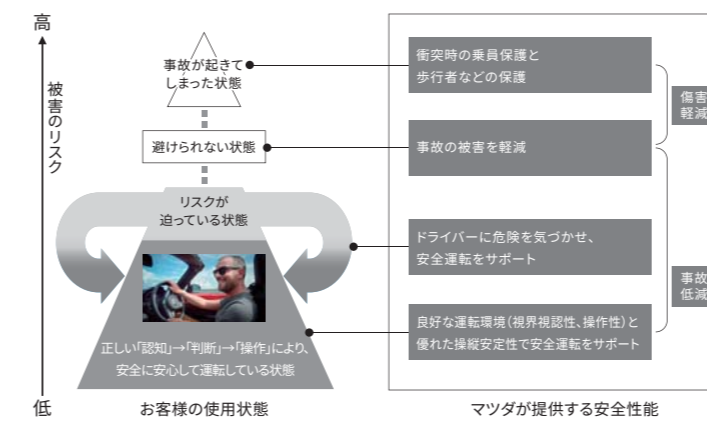 高
被害のリスク
低
事故が起きて
しまった状態
避けられない状態
リスクが
迫っている状態
正しい「認知」→「判断」→「操作」により、
安全に安心して運転している状態
お客様の使用状態
衝突時の乗員保護と
歩行者などの保護
事故の被害を軽減
ドライバーに危険を気づかせ、
安全運転をサポート
良好な運転環境(視界視認性、操作性)と
優れた操縦安定性で安全運転をサポート
傷害
軽減
事故
低減
マツダが提供する安全性能